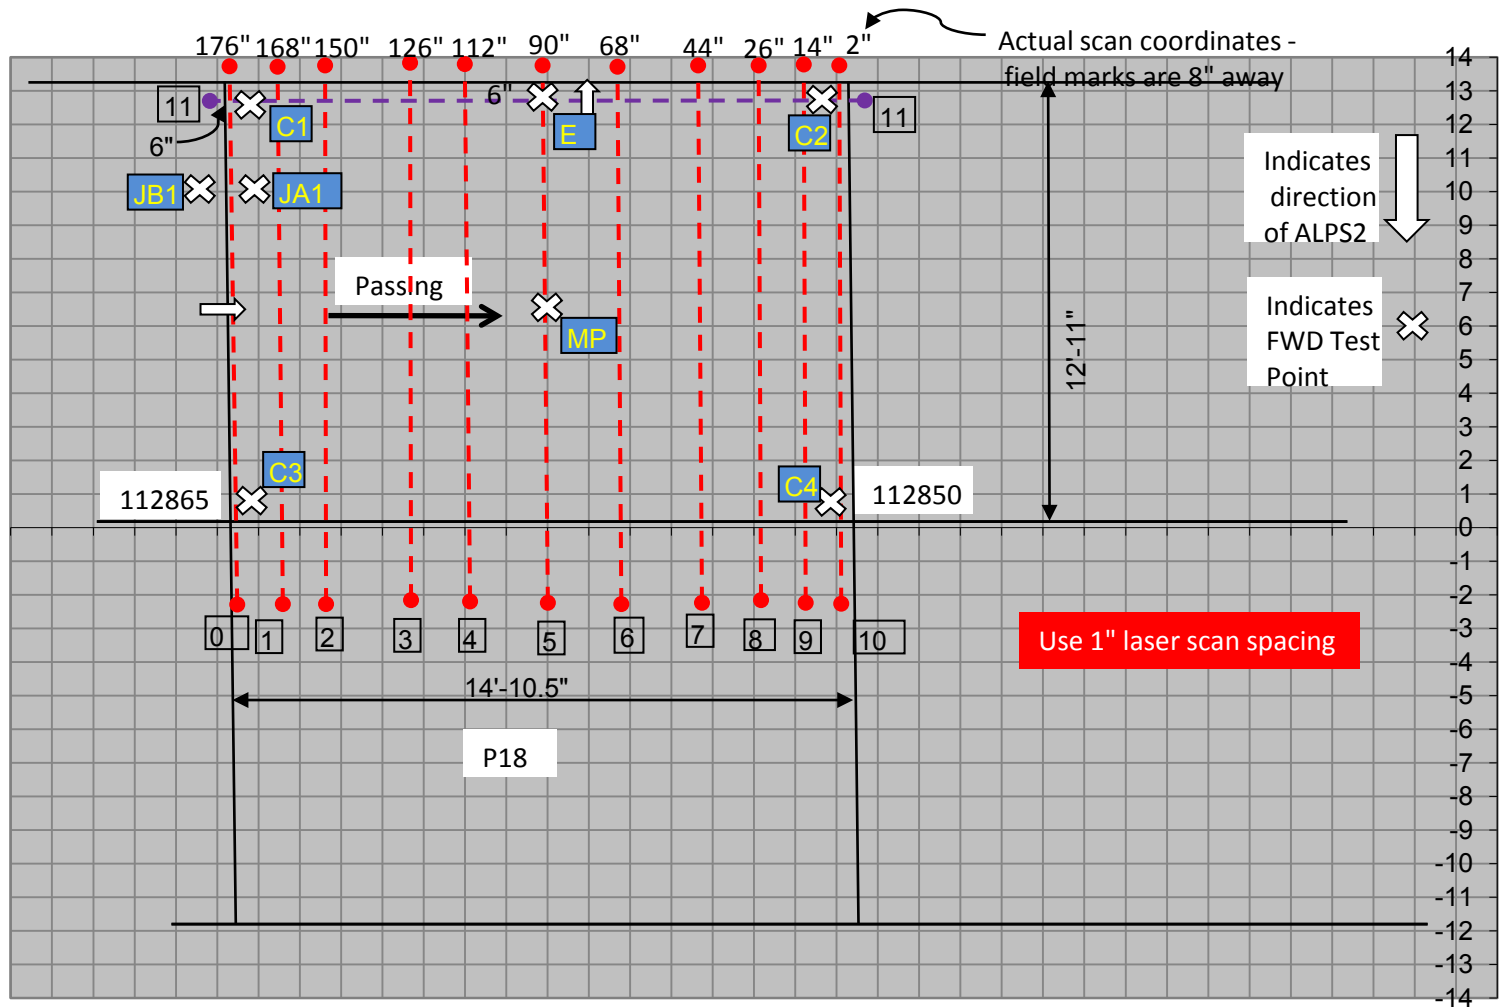 176" 168" 150" 126" 112" 90" 68" 44" 26" 14" 2"
Actual scan coordinates -
field marks are 8" away
11
6"
11
C1
E
C2
6"
JB1
JA1
Passing
MP
C3
C4
112865
112850
12'-11"
Indicates
direction
of ALPS2
Indicates
FWD Test
Point
0 1 2 3 4 5 6 7 8 9 10
Use 1" laser scan spacing
14'-10.5"
P18
14
13
12
11
10
9
8
7
6
5
4
3
2
1
0
-1
-2
-3
-4
-5
-6
-7
-8
-9
-10
-11
-12
-13
-14